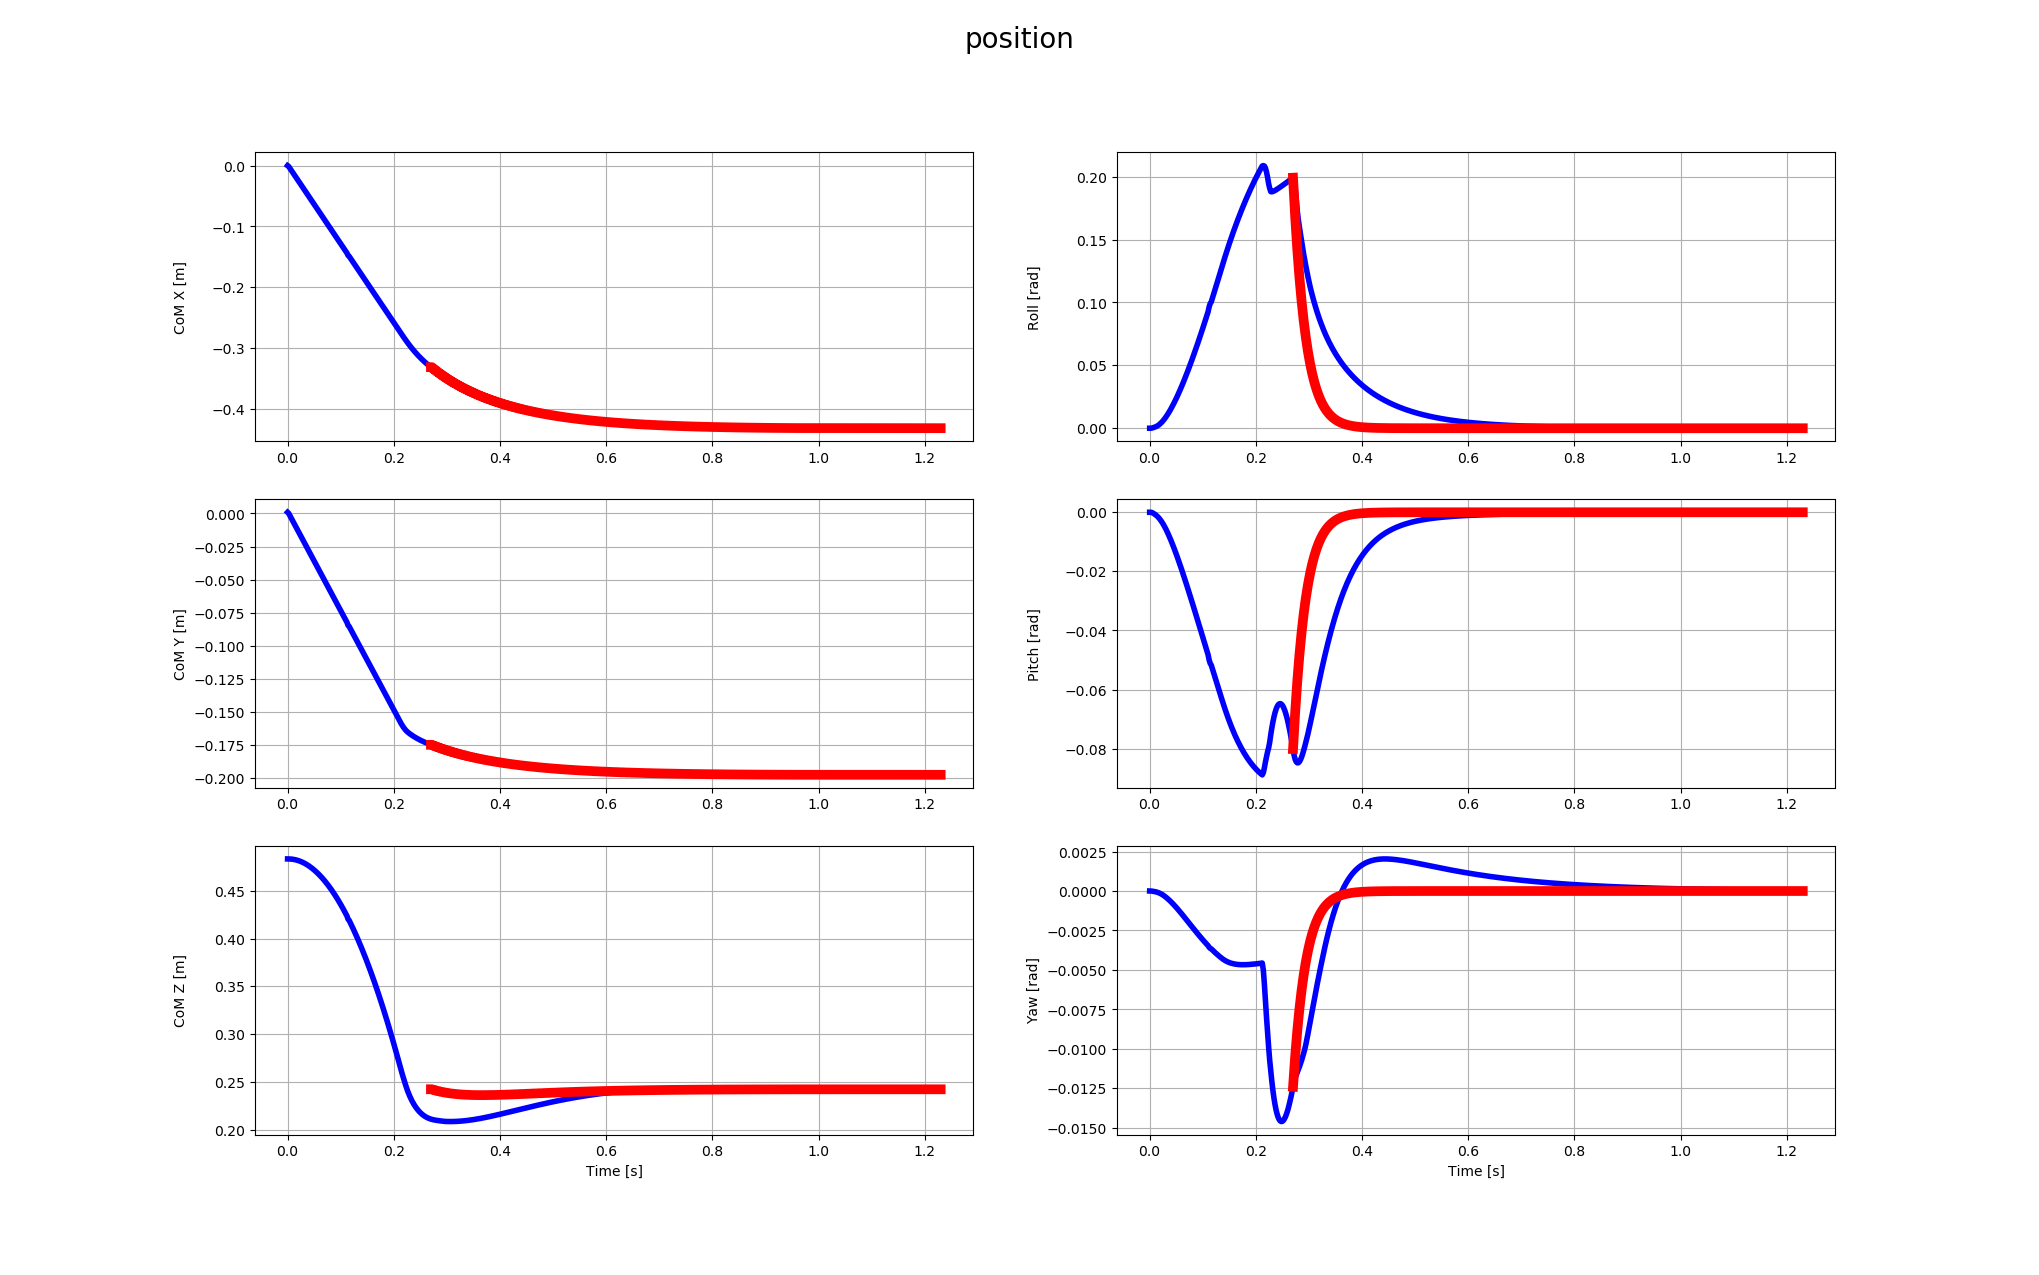 position
0.0
−0.1
−0.2
−0.3
−0.4
CoM X [m]
0.0 0.2 0.4 0.6 0.8 1.0 1.2
0.20
0.15
0.10
0.05
0.00
Roll [rad]
0.0 0.2 0.4 0.6 0.8 1.0 1.2
0.000
−0.025
−0.050
−0.075
−0.100
−0.125
−0.150
−0.175
−0.200
CoM Y [m]
0.0 0.2 0.4 0.6 0.8 1.0 1.2
0.00
−0.02
−0.04
−0.06
−0.08
Pitch [rad]
0.0 0.2 0.4 0.6 0.8 1.0 1.2
0.45
0.40
0.35
0.30
0.25
0.20
CoM Z [m]
0.0 0.2 0.4 0.6 0.8 1.0 1.2
Time [s]
0.0025
0.0000
−0.0025
−0.0050
−0.0075
−0.0100
−0.0125
−0.0150
Yaw [rad]
0.0 0.2 0.4 0.6 0.8 1.0 1.2
Time [s]